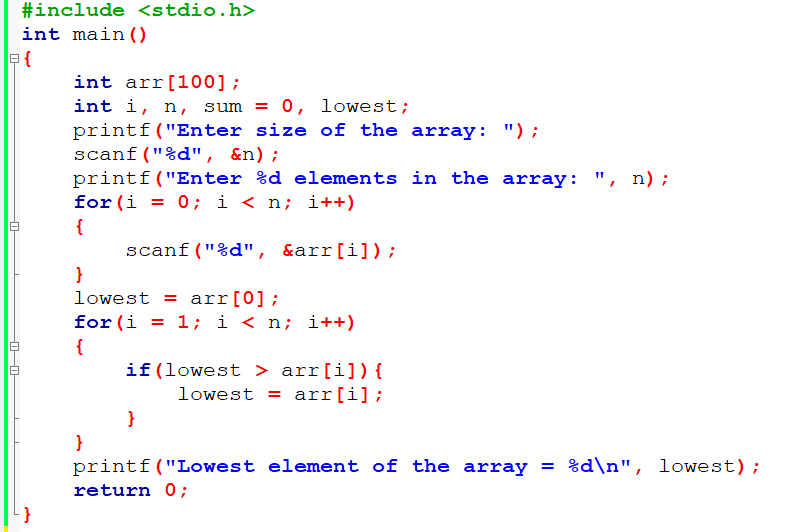 #include <stdio.h>
int main()
{
    int arr[100];
    int i, n, sum = 0, lowest;
    printf("Enter size of the array: ");
    scanf("%d", &n);
    printf("Enter %d elements in the array: ", n);
    for(i = 0; i < n; i++)
    {
        scanf("%d", &arr[i]);
    }
    lowest = arr[0];
    for(i = 1; i < n; i++)
    {
        if(lowest > arr[i]){
            lowest = arr[i];
        }
    }
    printf("Lowest element of the array = %d\n", lowest);
    return 0;
}